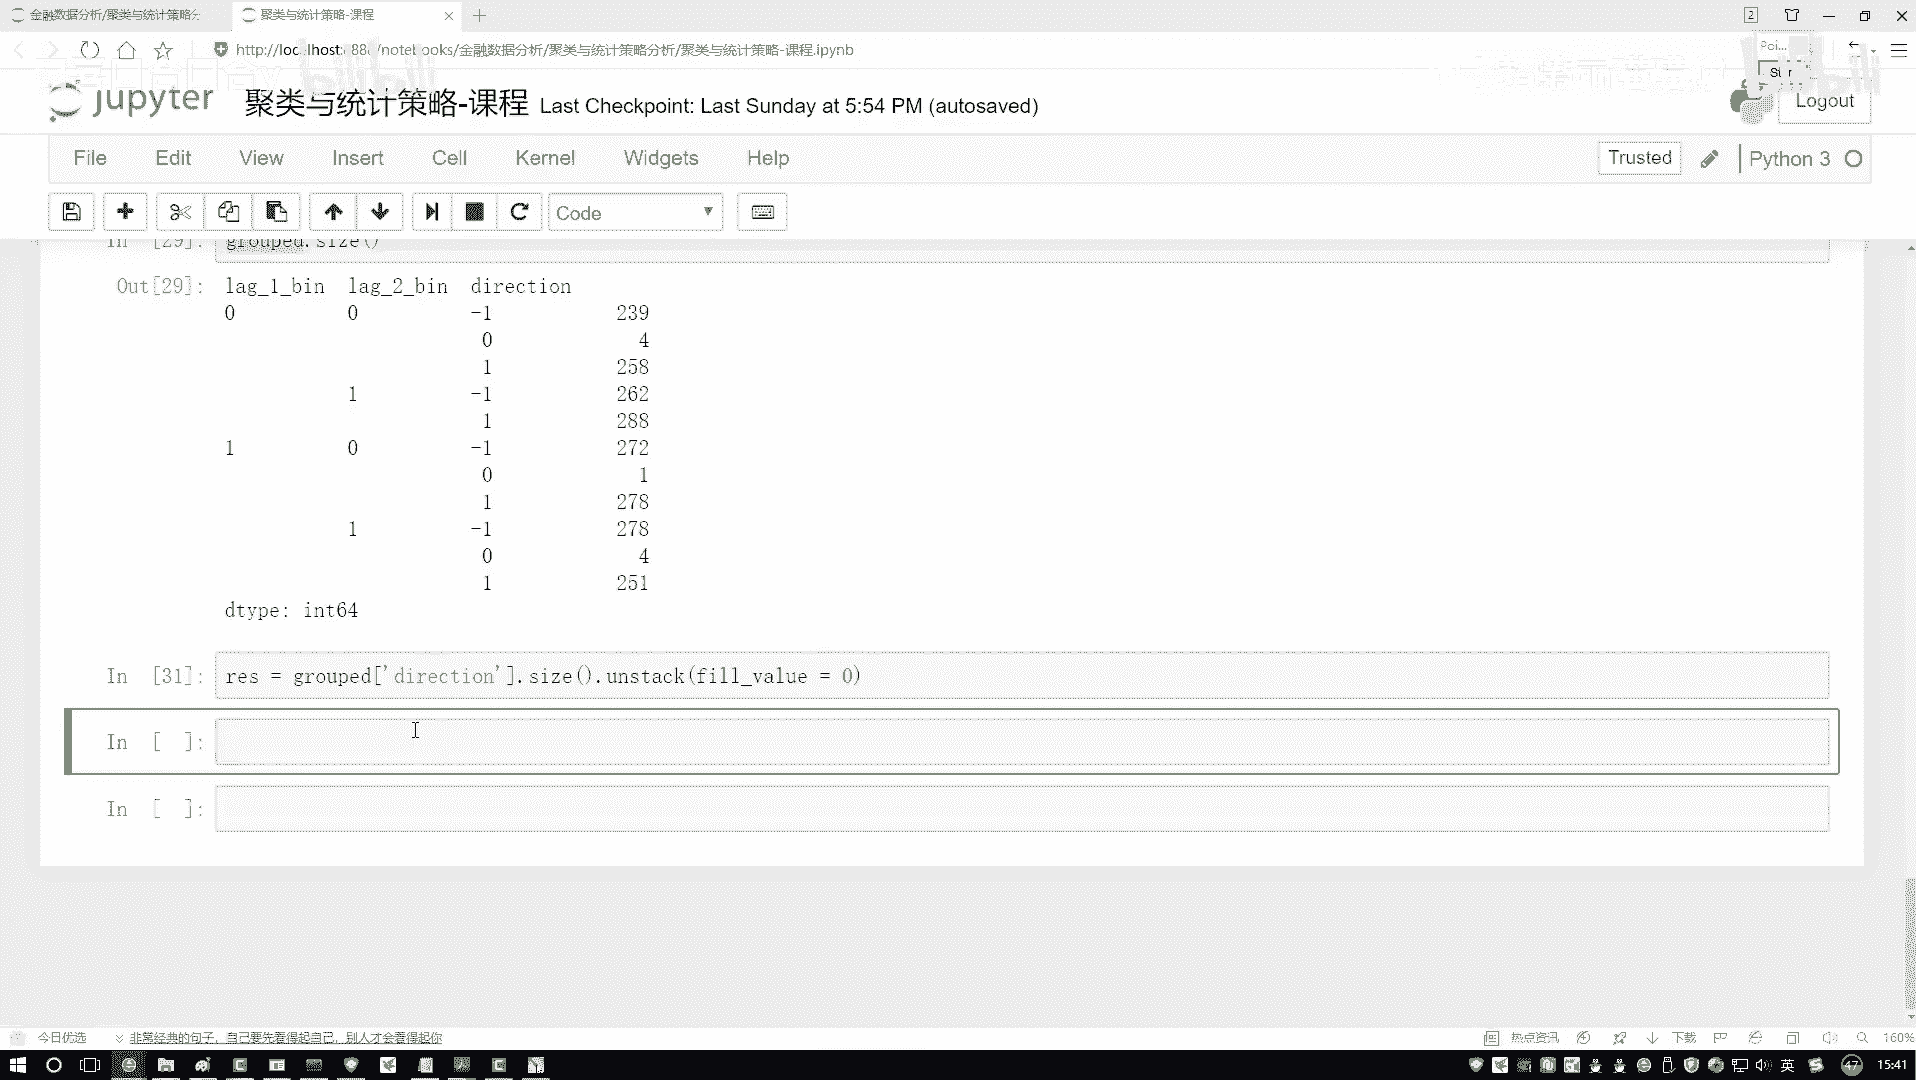 金融数据分析/聚类与统计策略分
聚类与统计策略-课程
2
/notebooks/金融数据分析/聚类与统计策略分析/聚类与统计策略-课程.ipynb
jupyter 聚类与统计策略-课程 Last Checkpoint: Last Sunday at 5:54 PM (autosaved)
Logout
File Edit View Insert Cell Kernel Widgets Help
Trusted
Python 3
Code
In [29]: grouped.size()
Out[29]: lag_1_bin lag_2_bin direction
0 0 -1 239
0 4
1 258
1 -1 262
1 288
1 0 -1 272
0 1
1 278
1 -1 278
0 4
1 251
dtype: int64
In [31]: res = grouped['direction'].size().unstack(fill_value = 0)
In [ ]:
In [ ]:
今日优选 非常经典的句子，自己要先看得起自己，别人才会看得起你
热点资讯 下载 160%
英 47 15:41